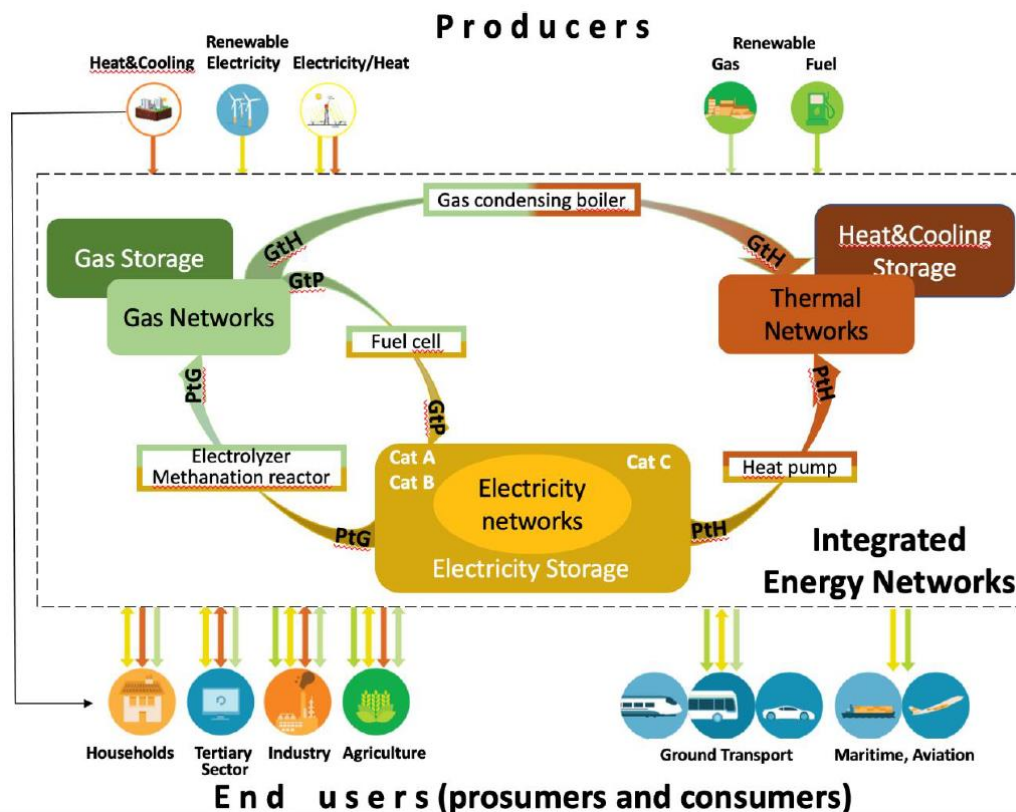 Producers
Renewable
Electricity
Heat&Cooling
Electricity/Heat
Renewable
Gas
Fuel
Gas condensing boiler
GtH
GtH
Gas Storage
Heat&Cooling
Storage
GtP
Gas Networks
Thermal
Networks
Fuel cell
PtG
GtP
PtH
Electrolyzer
Methanation reactor
Cat A
Cat B
Cat C
Heat pump
Electricity
networks
PtG
PtH
Electricity Storage
Integrated
Energy Networks
Households
Tertiary
Sector
Industry
Agriculture
Ground Transport
Maritime, Aviation
End users (prosumers and consumers)